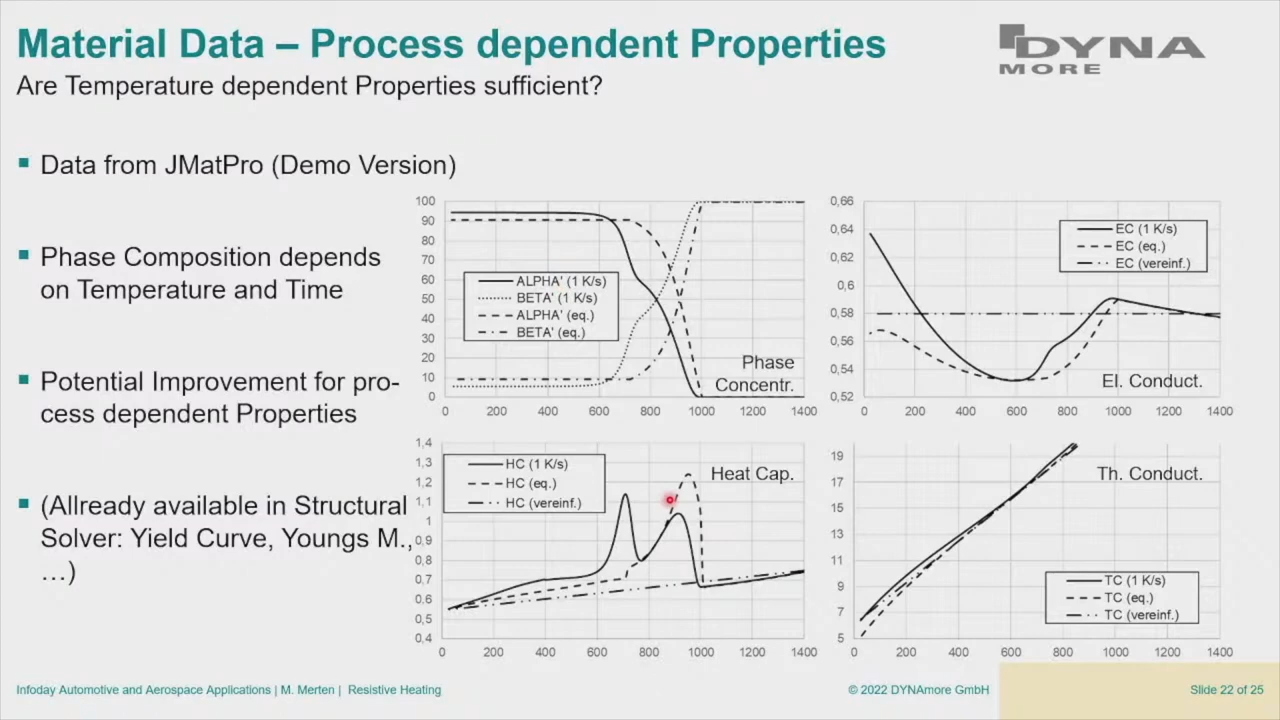 Material Data – Process dependent Properties
DYNA
MORE
Are Temperature dependent Properties sufficient?
▪ Data from JMatPro (Demo Version)
▪ Phase Composition depends
on Temperature and Time
▪ Potential Improvement for pro-
cess dependent Properties
▪ (Allready available in Structural
Solver: Yield Curve, Youngs M.,
…)
100
90
80
70
60
50
40
30
20
10
0
ALPHA' (1 K/s)
BETA' (1 K/s)
ALPHA' (eq.)
BETA' (eq.)
Phase
Concentr.
0 200 400 600 800 1000 1200 1400
0,66
0,64
0,62
0,6
0,58
0,56
0,54
0,52
EC (1 K/s)
EC (eq.)
EC (vereinf.)
El. Conduct.
0 200 400 600 800 1000 1200 1400
1,4
1,3
1,2
1,1
1
0,9
0,8
0,7
0,6
0,5
0,4
HC (1 K/s)
HC (eq.)
HC (vereinf.)
Heat Cap.
0 200 400 600 800 1000 1200 1400
19
17
15
13
11
9
7
5
Th. Conduct.
TC (1 K/s)
TC (eq.)
TC (vereinf.)
0 200 400 600 800 1000 1200 1400
Infoday Automotive and Aerospace Applications | M. Merten | Resistive Heating
© 2022 DYNAmore GmbH
Slide 22 of 25